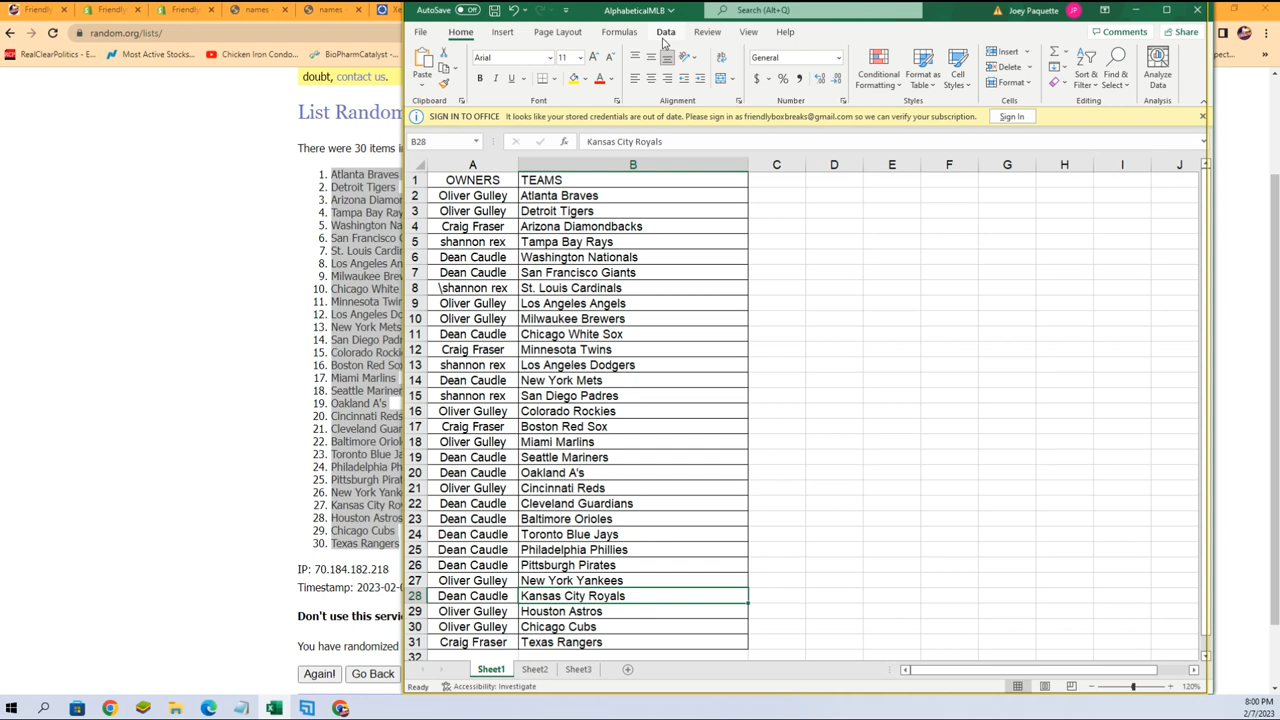 Friendly
Friendly
Friendly
names -
names -
random.org/lists/
RealClearPolitics -
Most Active Stocks...
Chicken Iron Condo...
BioPharmCatalyst -
doubt, contact us.
List Random
There were 30 items in
1. Atlanta Braves
2. Detroit Tigers
3. Arizona Diamon
4. Tampa Bay Ray
5. Washington Na
6. San Francisco G
7. St. Louis Cardin
8. Los Angeles An
9. Milwaukee Brew
10. Chicago White
11. Minnesota Twin
12. Los Angeles Do
13. New York Mets
14. San Diego Pad
15. Colorado Rocki
16. Boston Red Sox
17. Miami Marlins
18. Seattle Mariner
19. Oakland A's
20. Cincinnati Reds
21. Cleveland Guar
22. Baltimore Oriol
23. Toronto Blue J
24. Philadelphia Ph
25. Pittsburgh Pirat
26. New York Yank
27. Kansas City Ro
28. Houston Astros
29. Chicago Cubs
30. Texas Rangers
IP: 70.184.182.218
Timestamp: 2023-02-0
Don't use this servic
You have randomized
Again! Go Back
AutoSave Off
AlphabeticalMLB
Search (Alt+Q)
Joey Paquette JP
File Home Insert Page Layout Formulas Data Review View Help
Comments Share
Paste
Arial 11
B I U
General
$ % 9
Conditional Formatting
Format as Table
Cell Styles
Insert
Delete
Format
Sort & Filter
Find & Select
Analyze Data
Clipboard Font Alignment Number Styles Cells Editing Analysis
SIGN IN TO OFFICE It looks like your stored credentials are out of date. Please sign in as friendlyboxbreaks@gmail.com so we can verify your subscription. Sign In
B28 fx Kansas City Royals
A B C D E F G H I J
1 OWNERS TEAMS
2 Oliver Gulley Atlanta Braves
3 Oliver Gulley Detroit Tigers
4 Craig Fraser Arizona Diamondbacks
5 shannon rex Tampa Bay Rays
6 Dean Caudle Washington Nationals
7 Dean Caudle San Francisco Giants
8 \shannon rex St. Louis Cardinals
9 Oliver Gulley Los Angeles Angels
10 Oliver Gulley Milwaukee Brewers
11 Dean Caudle Chicago White Sox
12 Craig Fraser Minnesota Twins
13 shannon rex Los Angeles Dodgers
14 Dean Caudle New York Mets
15 shannon rex San Diego Padres
16 Oliver Gulley Colorado Rockies
17 Craig Fraser Boston Red Sox
18 Oliver Gulley Miami Marlins
19 Dean Caudle Seattle Mariners
20 Dean Caudle Oakland A's
21 Oliver Gulley Cincinnati Reds
22 Dean Caudle Cleveland Guardians
23 Dean Caudle Baltimore Orioles
24 Dean Caudle Toronto Blue Jays
25 Dean Caudle Philadelphia Phillies
26 Dean Caudle Pittsburgh Pirates
27 Oliver Gulley New York Yankees
28 Dean Caudle Kansas City Royals
29 Oliver Gulley Houston Astros
30 Oliver Gulley Chicago Cubs
31 Craig Fraser Texas Rangers
32
Sheet1 Sheet2 Sheet3
Ready Accessibility: Investigate 120%
8:00 PM
2/7/2023